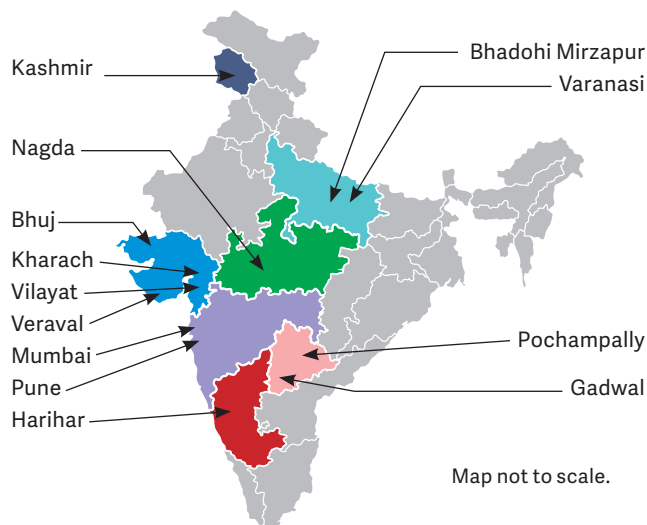 Kashmir
Nagda
Bhuj
Kharach
Vilayat
Veraval
Mumbai
Pune
Harihar
Bhadohi Mirzapur
Varanasi
Pochampally
Gadwal
Map not to scale.